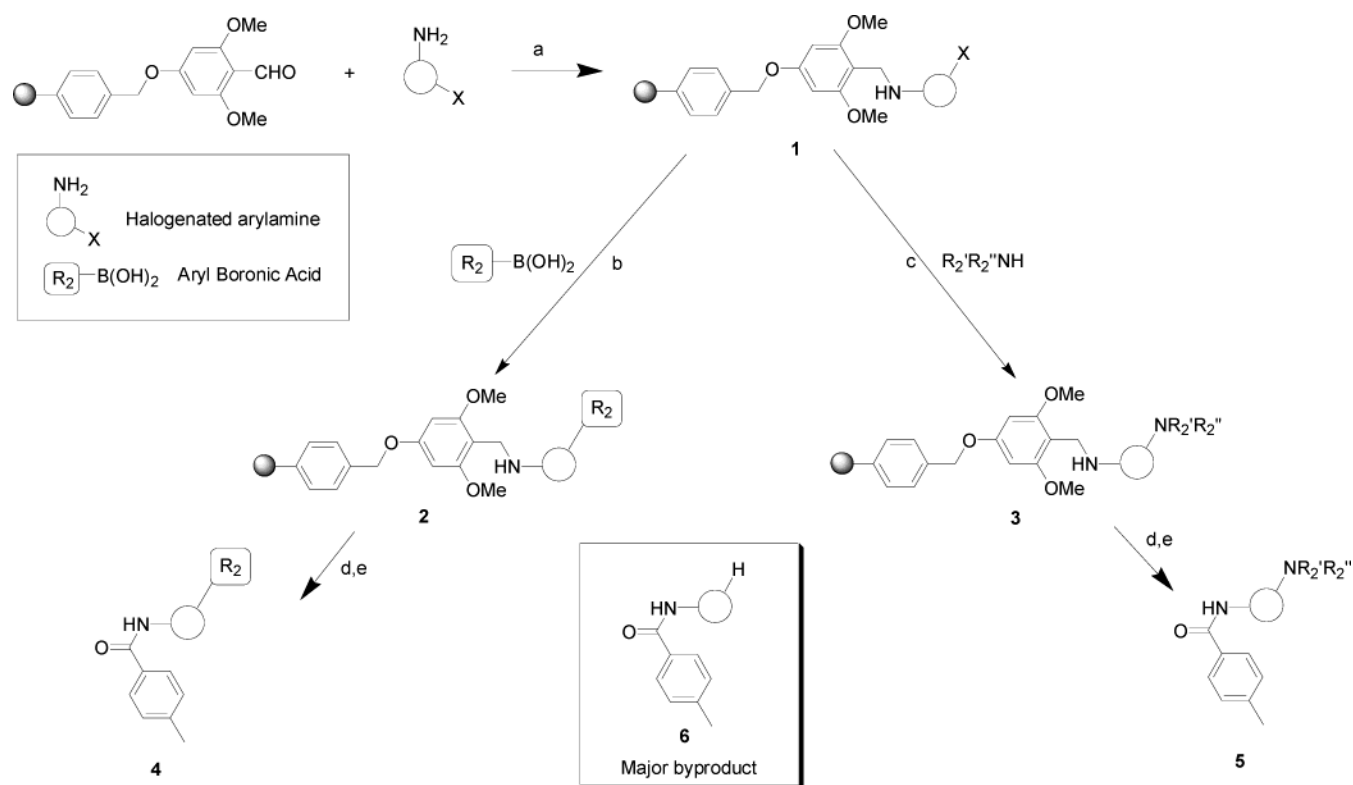 OMe
NH₂
O
CHO
+
a
X
OMe
OMe
X
O
HN
OMe
1
NH₂
X
Halogenated arylamine
R₂ B(OH)₂ Aryl Boronic Acid
R₂ B(OH)₂
b
c
R₂'R₂''NH
OMe
R₂
O
HN
OMe
2
OMe
NR₂'R₂''
O
HN
OMe
3
d,e
d,e
R₂
HN
O
4
H
HN
O
6
Major byproduct
NR₂'R₂''
HN
O
5